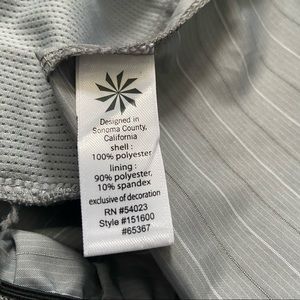 Designed in
Sonoma County,
California
shell :
100% polyester
lining :
90% polyester,
10% spandex
exclusive of decoration
RN #54023
Style #151600
#65367